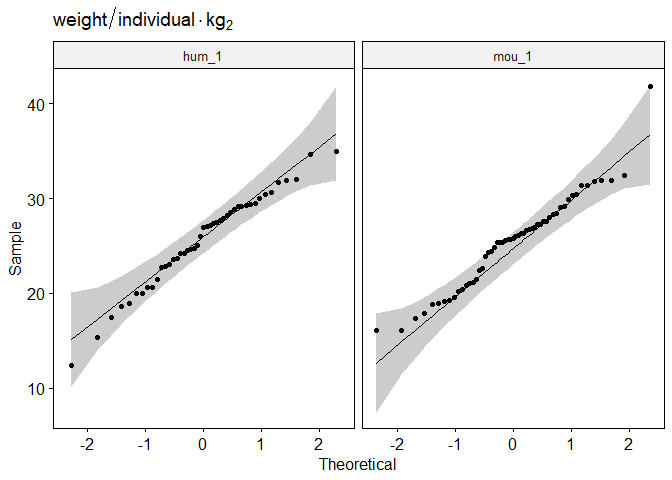 weight/individual·kg₂
hum_1
mou_1
Sample
40
30
20
10
-2 -1 0 1 2
-2 -1 0 1 2
Theoretical